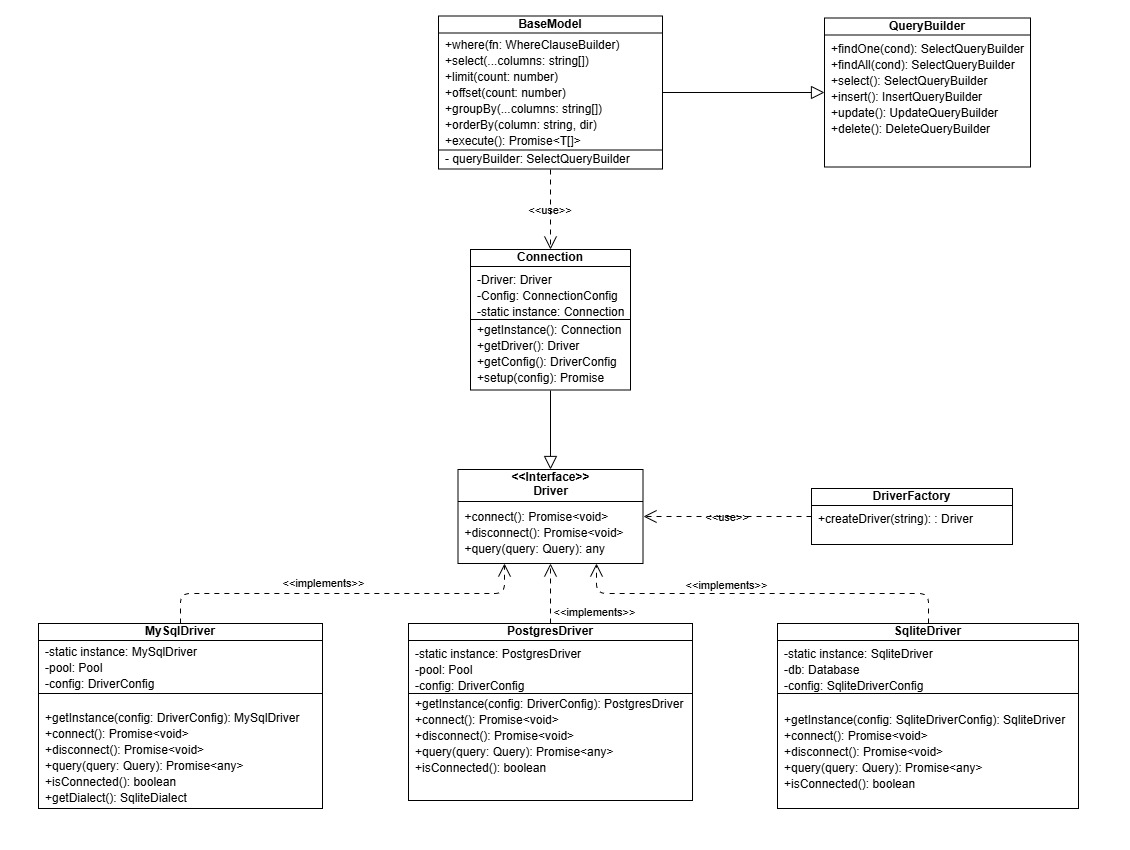 BaseModel
+where(fn: WhereClauseBuilder)
+select(...columns: string[])
+limit(count: number)
+offset(count: number)
+groupBy(...columns: string[])
+orderBy(column: string, dir)
+execute(): Promise<T[]>
- queryBuilder: SelectQueryBuilder
QueryBuilder
+findOne(cond): SelectQueryBuilder
+findAll(cond): SelectQueryBuilder
+select(): SelectQueryBuilder
+insert(): InsertQueryBuilder
+update(): UpdateQueryBuilder
+delete(): DeleteQueryBuilder
<<use>>
Connection
-Driver: Driver
-Config: ConnectionConfig
-static instance: Connection
+getInstance(): Connection
+getDriver(): Driver
+getConfig(): DriverConfig
+setup(config): Promise
<<Interface>>
Driver
+connect(): Promise<void>
+disconnect(): Promise<void>
+query(query: Query): any
<<use>>
DriverFactory
+createDriver(string): : Driver
<<implements>>
<<implements>>
<<implements>>
MySqlDriver
-static instance: MySqlDriver
-pool: Pool
-config: DriverConfig
+getInstance(config: DriverConfig): MySqlDriver
+connect(): Promise<void>
+disconnect(): Promise<void>
+query(query: Query): Promise<any>
+isConnected(): boolean
+getDialect(): SqliteDialect
PostgresDriver
-static instance: PostgresDriver
-pool: Pool
-config: DriverConfig
+getInstance(config: DriverConfig): PostgresDriver
+connect(): Promise<void>
+disconnect(): Promise<void>
+query(query: Query): Promise<any>
+isConnected(): boolean
SqliteDriver
-static instance: SqliteDriver
-db: Database
-config: SqliteDriverConfig
+getInstance(config: SqliteDriverConfig): SqliteDriver
+connect(): Promise<void>
+disconnect(): Promise<void>
+query(query: Query): Promise<any>
+isConnected(): boolean